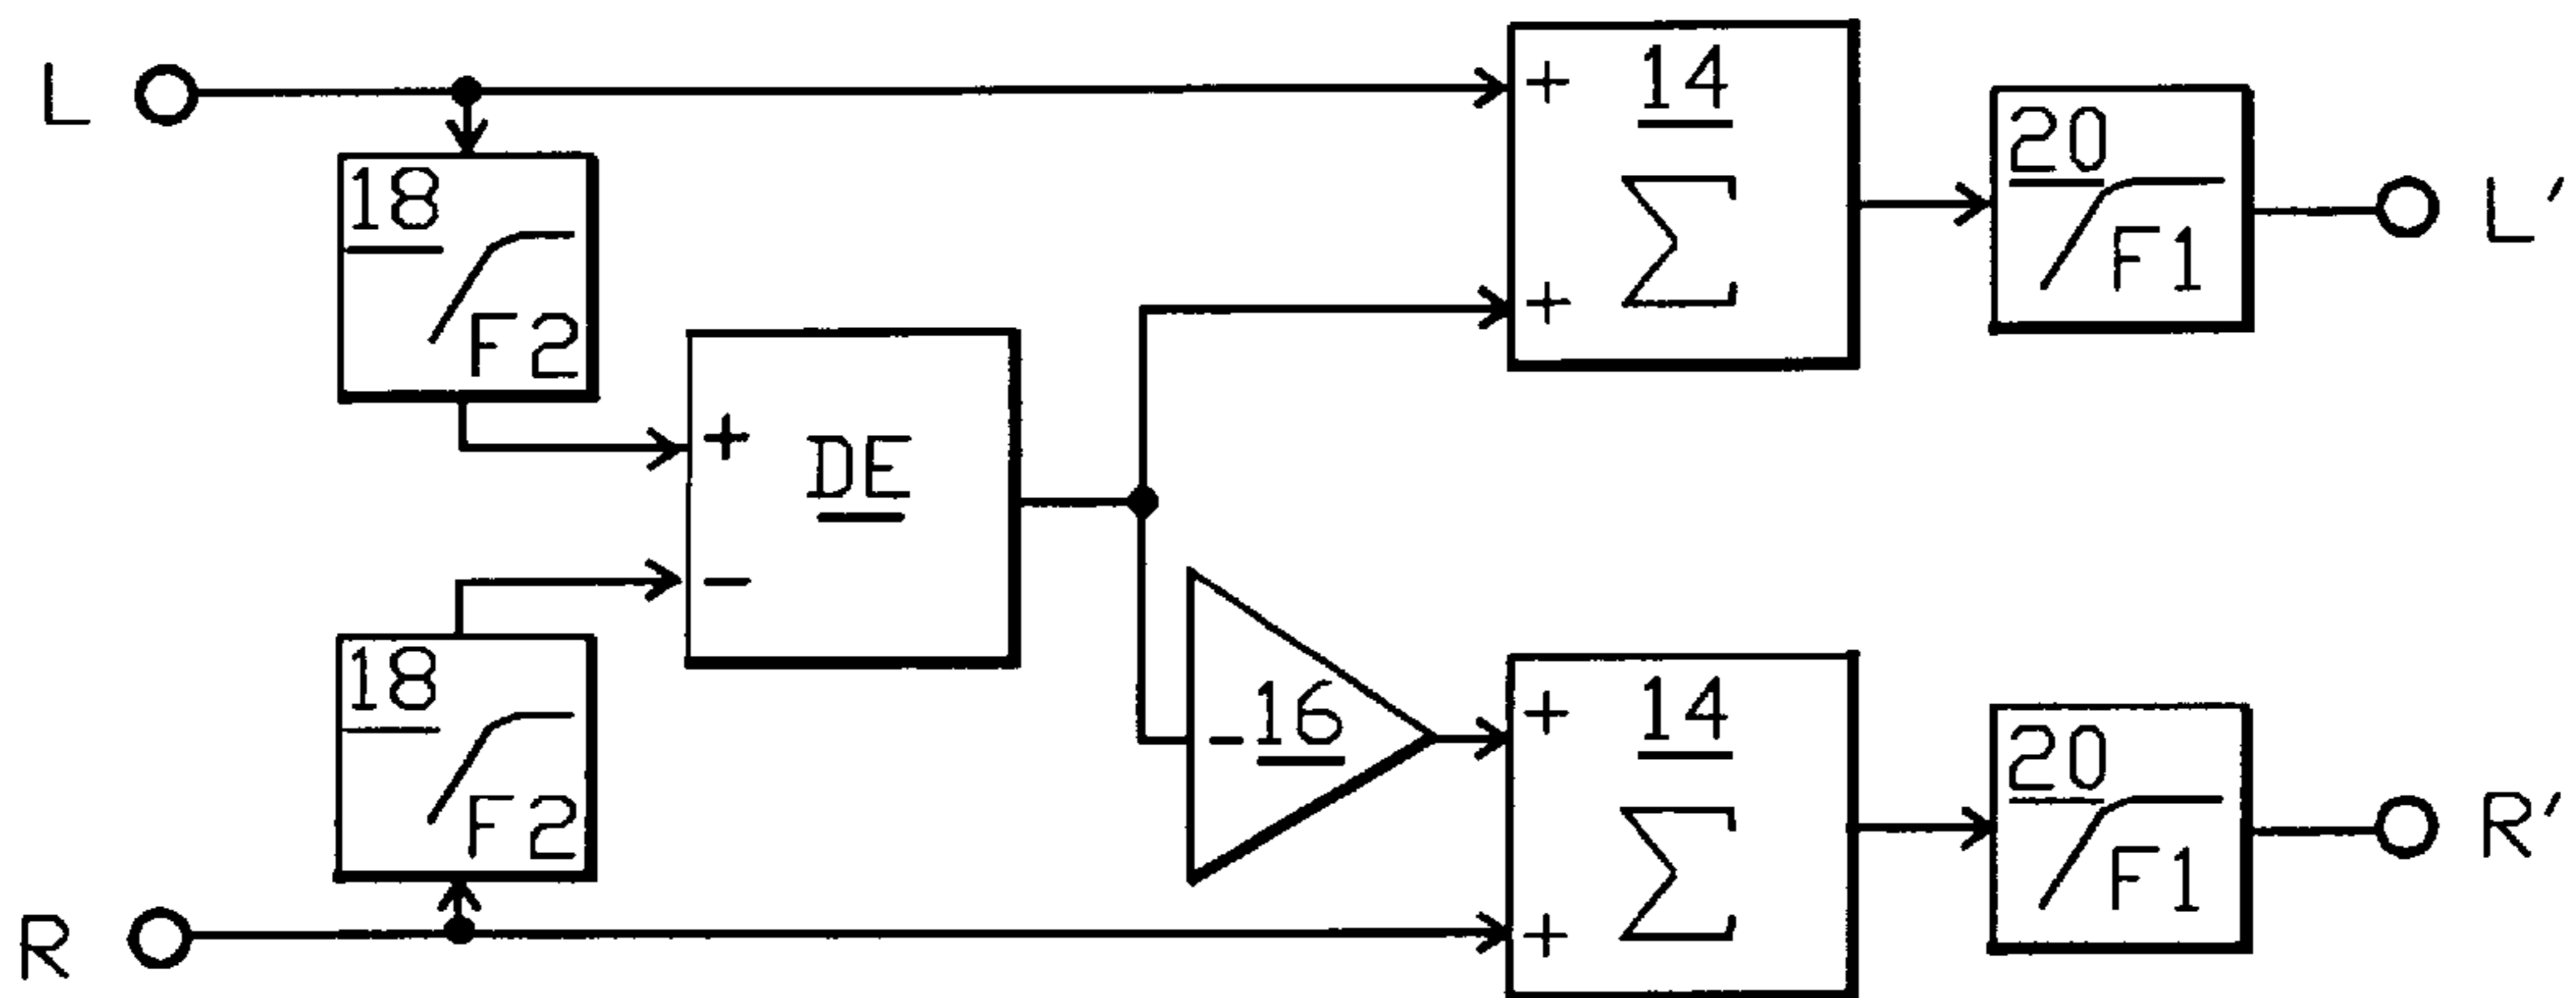 L
+
14
18
F2
Σ
+
20
F1
L'
+
DE
-
18
F2
-16
+
14
Σ
+
20
F1
R'
R